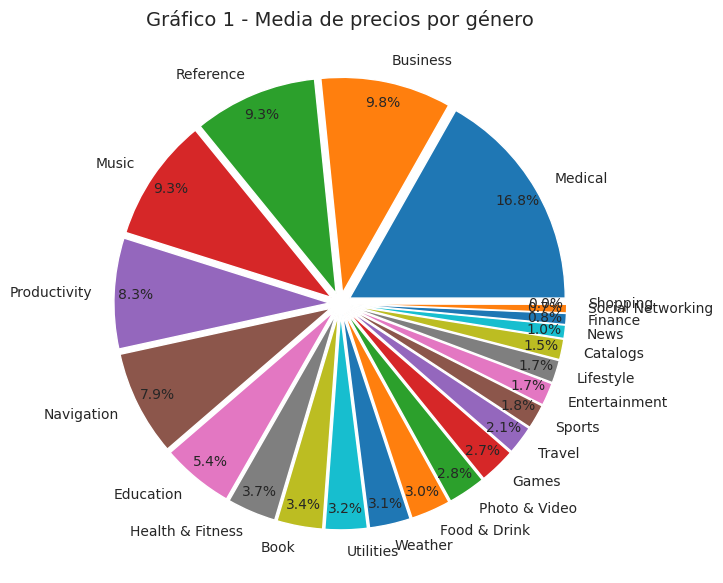 Gráfico 1 - Media de precios por género
Business
9.8%
Reference
9.3%
Medical
16.8%
Music
9.3%
Productivity
8.3%
Navigation
7.9%
Education
5.4%
Health & Fitness
3.7%
Book
3.4%
Utilities
3.2%
Weather
3.1%
Food & Drink
3.0%
Photo & Video
2.8%
Games
2.7%
Travel
2.1%
Sports
1.8%
Entertainment
1.7%
Lifestyle
1.7%
Catalogs
1.5%
News
1.0%
Finance
0.8%
Social Networking
0.7%
Shopping
0.0%